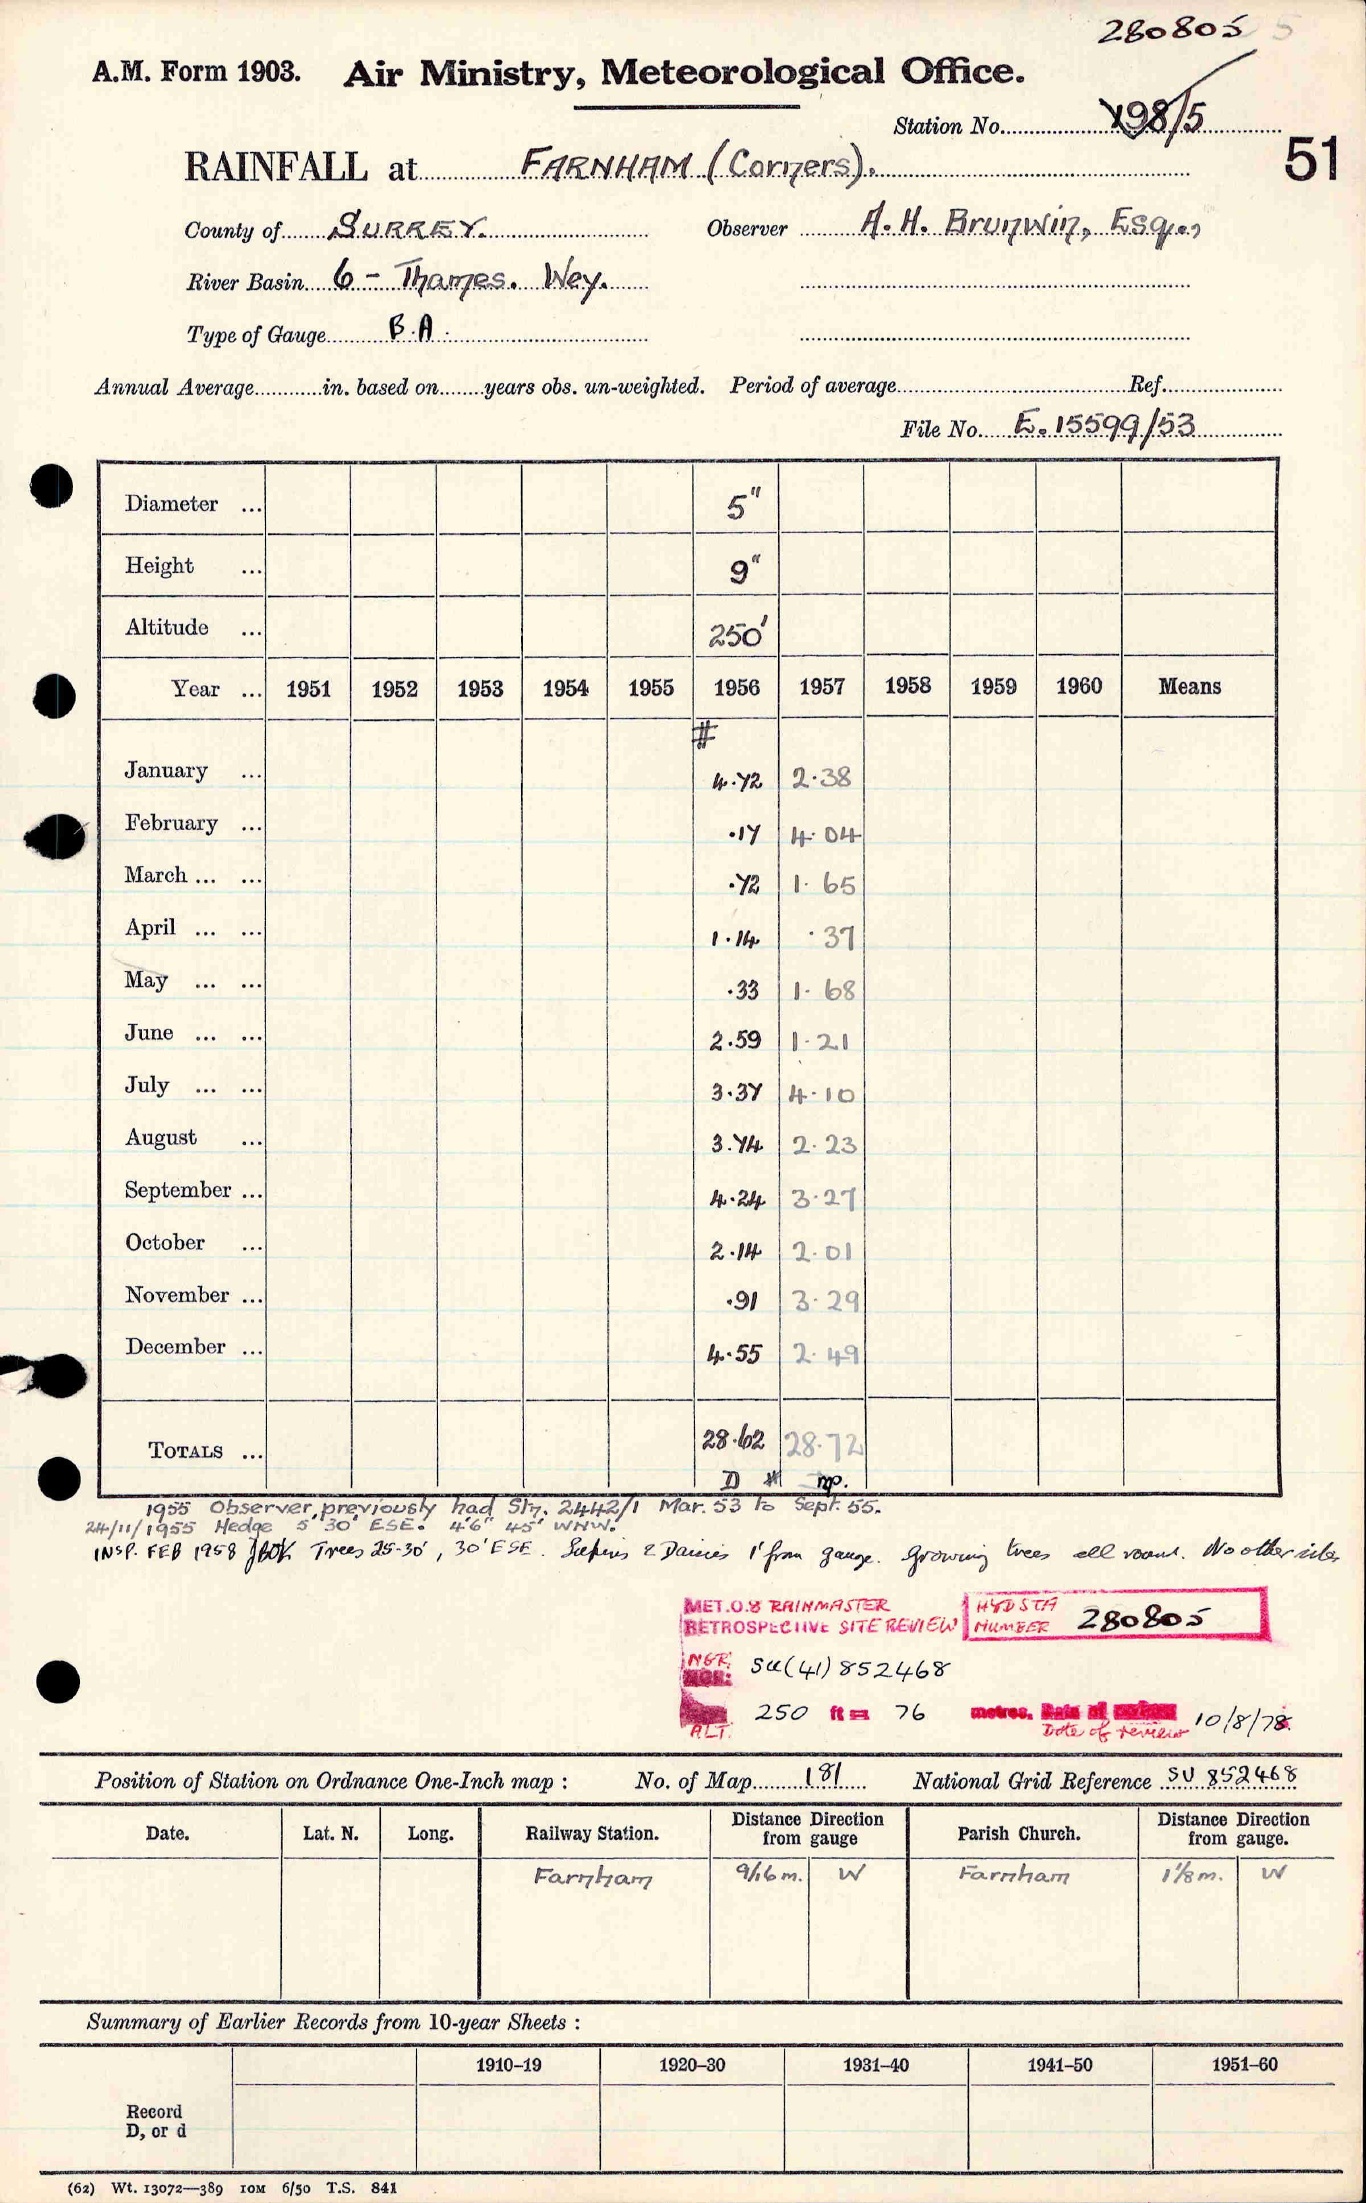 280805
A.M. Form 1903. Air Ministry, Meteorological Office.
Station No. 798/5
51
RAINFALL at FARNHAM (Corners).
County of SURREY. Observer A. H. Brunwin, Esq.,
River Basin 6 - Thames. Wey.
Type of Gauge B.A.
Annual Average in. based on years obs. un-weighted. Period of average Ref.
File No. E.15599/53
Diameter ... 5"
Height ... 9"
Altitude ... 250'
Year ... 1951 1952 1953 1954 1955 1956 1957 1958 1959 1960 Means
#
January ... 4.72 2.38
February ... .17 4.04
March ... ... .72 1.65
April ... ... 1.14 .37
May ... ... .33 1.68
June ... ... 2.59 1.21
July ... ... 3.37 4.10
August ... 3.74 2.23
September ... 4.24 3.27
October ... 2.14 2.01
November ... .91 3.29
December ... 4.55 2.49
TOTALS ... 28.62 28.72
D #
1955 Observer previously had Stn. 2442/1 Mar. 53 to Sept. 55.
24/11/1955 Hedge 5' 30' ESE. 4'6" 45' WNW.
INSP. FEB 1958 Trees 25-30', 30' ESE. Lupins & Daisies 1' from gauge. Growing trees all round. No other sites
MET.O.8 RAINMASTER
RETROSPECTIVE SITE REVIEW
HYDSTA NUMBER 280805
NGR: SU(41)852468
250 ft = 76 metres. Date of review 10/8/78
ALT.
Position of Station on Ordnance One-Inch map : No. of Map 181 National Grid Reference SU 852468
Date. Lat. N. Long. Railway Station. Distance Direction from gauge Parish Church. Distance Direction from gauge.
Farnham 9/16 m. W Farnham 1 1/8 m. W
Summary of Earlier Records from 10-year Sheets :
1910–19 1920–30 1931–40 1941–50 1951–60
Record
D, or d
(62) Wt. 13072—389 10M 6/50 T.S. 841